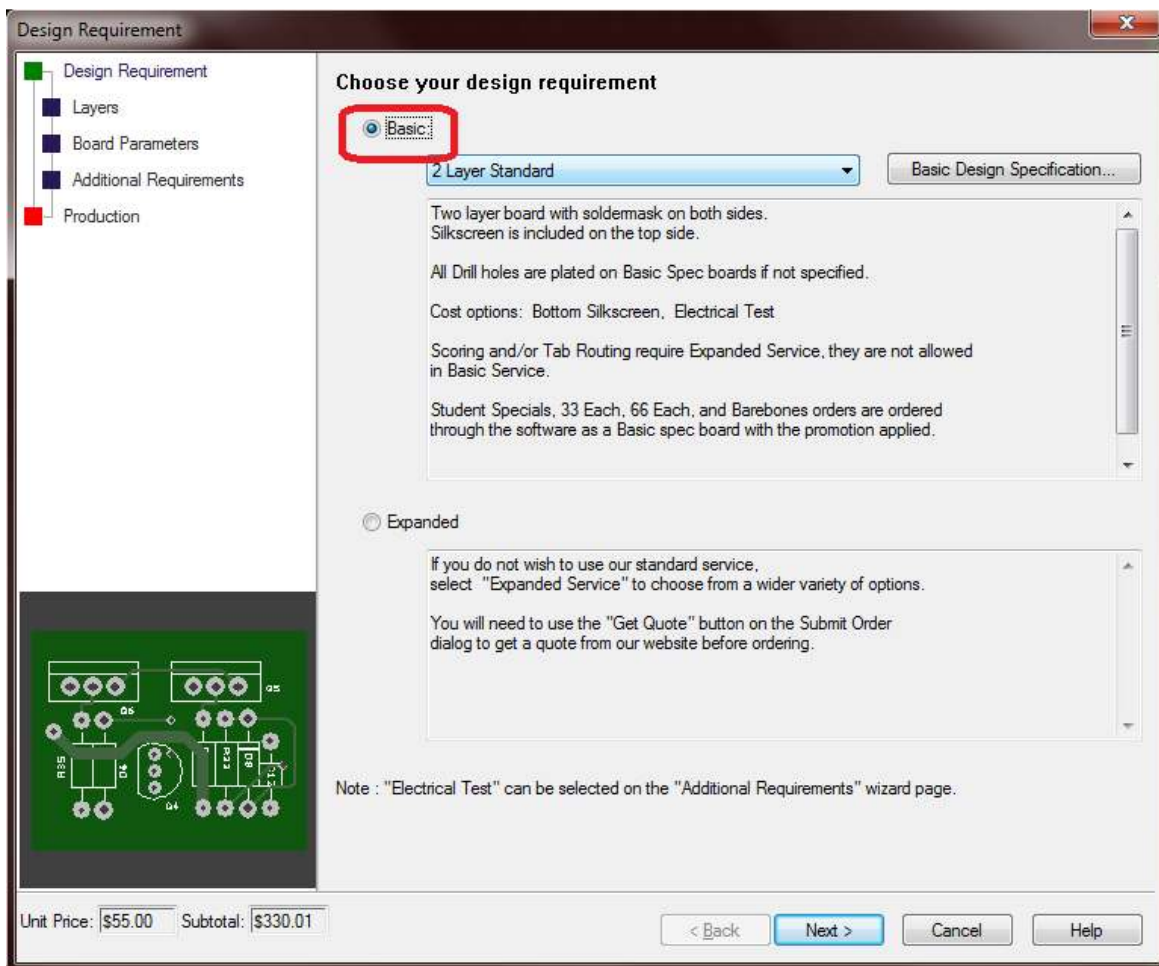 Design Requirement
Design Requirement
Layers
Board Parameters
Additional Requirements
Production
Choose your design requirement
Basic
2 Layer Standard
Basic Design Specification...
Two layer board with soldermask on both sides.
Silkscreen is included on the top side.
All Drill holes are plated on Basic Spec boards if not specified.
Cost options: Bottom Silkscreen, Electrical Test
Scoring and/or Tab Routing require Expanded Service, they are not allowed
in Basic Service.
Student Specials, 33 Each, 66 Each, and Barebones orders are ordered
through the software as a Basic spec board with the promotion applied.
Expanded
If you do not wish to use our standard service,
select "Expanded Service" to choose from a wider variety of options.
You will need to use the "Get Quote" button on the Submit Order
dialog to get a quote from our website before ordering.
Note : "Electrical Test" can be selected on the "Additional Requirements" wizard page.
Q6
Q5
R35
Q4
Unit Price: $55.00 Subtotal: $330.01
< Back Next > Cancel Help